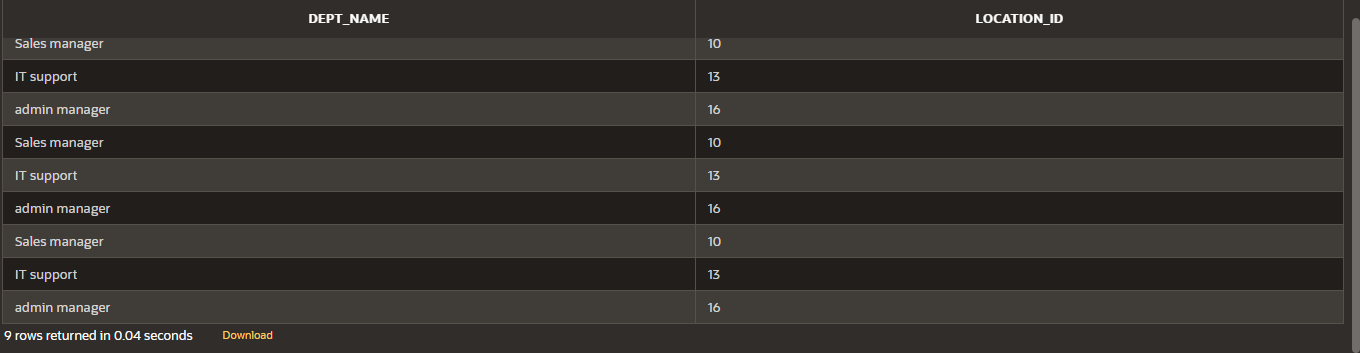 DEPT_NAME LOCATION_ID
Sales manager 10
IT support 13
admin manager 16
Sales manager 10
IT support 13
admin manager 16
Sales manager 10
IT support 13
admin manager 16
9 rows returned in 0.04 seconds Download